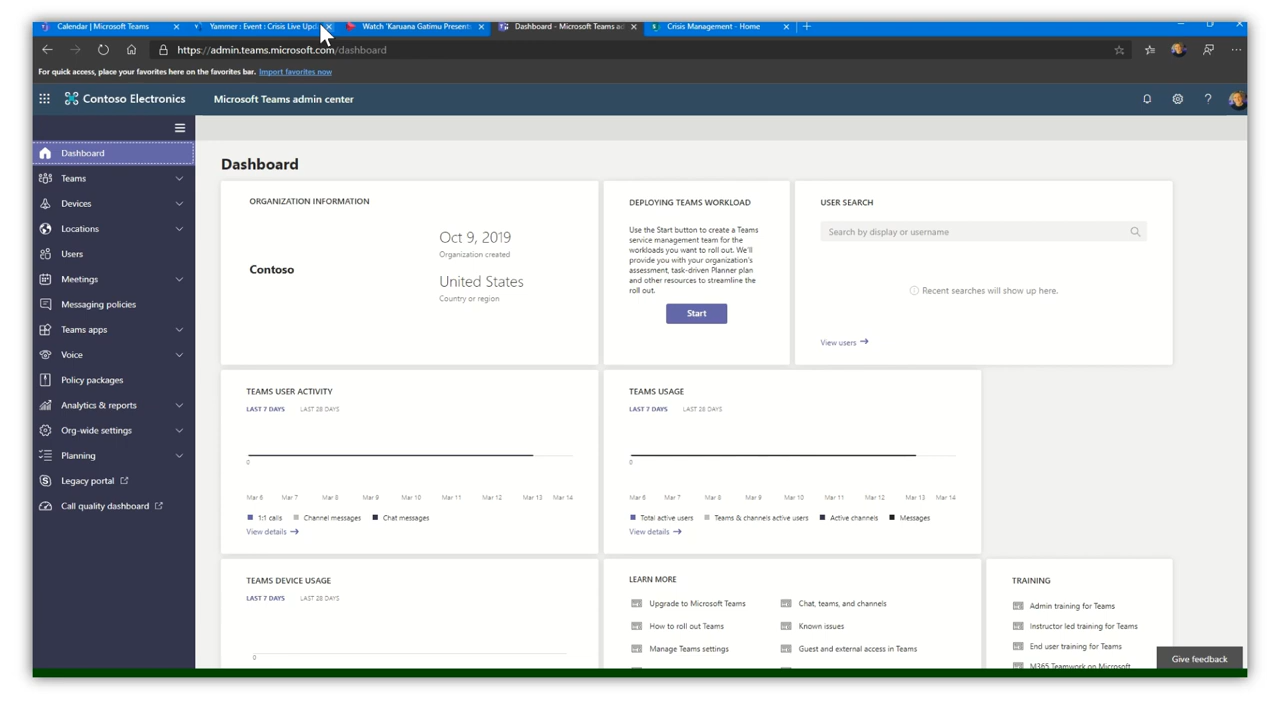 Calendar | Microsoft Teams
Yammer : Event : Crisis Live Upd
Watch 'Karuana Gatimu Present
Dashboard - Microsoft Teams ad
Crisis Management - Home
https://admin.teams.microsoft.com/dashboard
For quick access, place your favorites here on the favorites bar. Import favorites now
Contoso Electronics
Microsoft Teams admin center
?
Dashboard
Teams
Devices
Locations
Users
Meetings
Messaging policies
Teams apps
Voice
Policy packages
Analytics & reports
Org-wide settings
Planning
Legacy portal
Call quality dashboard
Dashboard
ORGANIZATION INFORMATION
Contoso
Oct 9, 2019
Organization created
United States
Country or region
DEPLOYING TEAMS WORKLOAD
Use the Start button to create a Teams
service management team for the
workloads you want to roll out. We'll
provide you with your organization's
assessment, task-driven Planner plan
and other resources to streamline the
roll out.
Start
USER SEARCH
Search by display or username
Recent searches will show up here.
View users
TEAMS USER ACTIVITY
LAST 7 DAYS LAST 28 DAYS
0
Mar 6 Mar 7 Mar 8 Mar 9 Mar 10 Mar 11 Mar 12 Mar 13 Mar 14
1:1 calls Channel messages Chat messages
View details
TEAMS USAGE
LAST 7 DAYS LAST 28 DAYS
0
Mar 6 Mar 7 Mar 8 Mar 9 Mar 10 Mar 11 Mar 12 Mar 13 Mar 14
Total active users Teams & channels active users Active channels Messages
View details
TEAMS DEVICE USAGE
LAST 7 DAYS LAST 28 DAYS
0
LEARN MORE
Upgrade to Microsoft Teams Chat, teams, and channels
How to roll out Teams Known issues
Manage Teams settings Guest and external access in Teams
TRAINING
Admin training for Teams
Instructor led training for Teams
End user training for Teams
M365 Teamwork on Microsoft
Give feedback